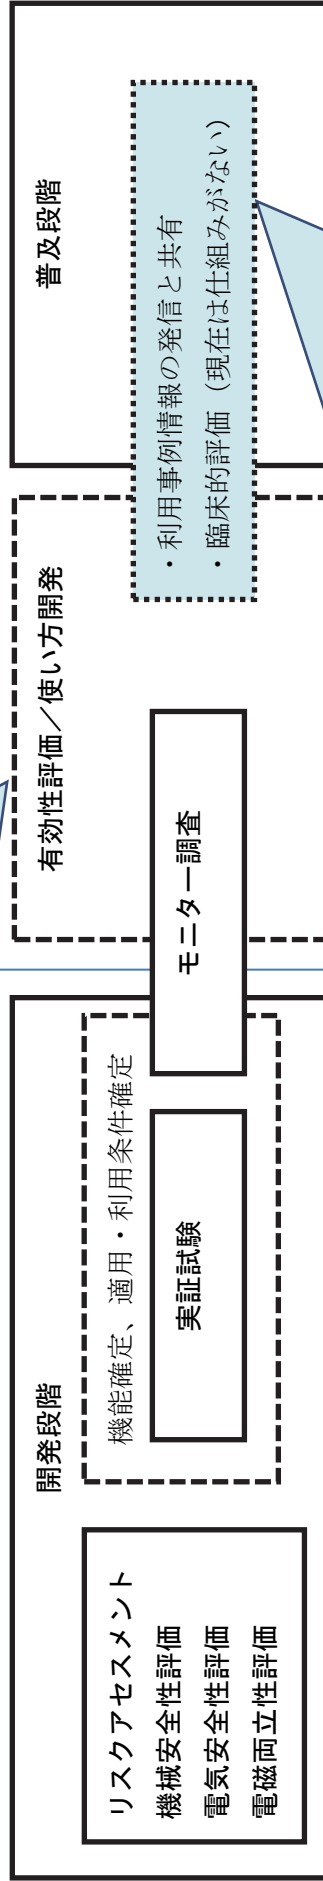 開発段階
リスクアセスメント
機械安全性評価
電気安全性評価
電磁両立性評価
機能確定、適用・利用条件確定
実証試験
モニター調査
有効性評価／使い方開発
普及段階
・利用事例情報の発信と共有
・臨床的評価（現在は仕組みがない）